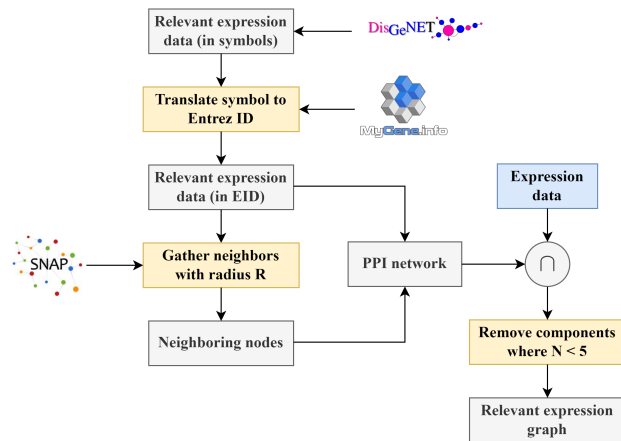 Relevant expression
data (in symbols)
DisGeNET
Translate symbol to
Entrez ID
MyGene.info
Relevant expression
data (in EID)
Expression
data
SNAP
Gather neighbors
with radius R
PPI network
∩
Neighboring nodes
Remove components
where N < 5
Relevant expression
graph